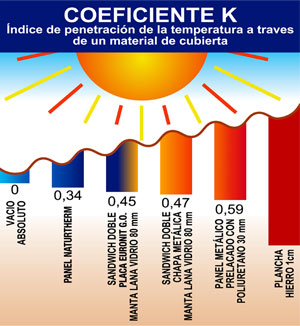 COEFICIENTE K
Índice de penetración de la temperatura a traves
de un material de cubierta
0
0,34
0,45
0,47
0,59
VACIO
ABSOLUTO
PANEL NATURTHERM
SANDWICH DOBLE
PLACA EURONIT G.O.
MANTA LANA VIDRIO 80 mm
SANDWICH DOBLE
CHAPA METÁLICA
MANTA LANA VIDRIO 80 mm
PANEL METÁLICO
PRELACADO CON
POLIURETANO 30 mm
PLANCHA
HIERRO 1cm